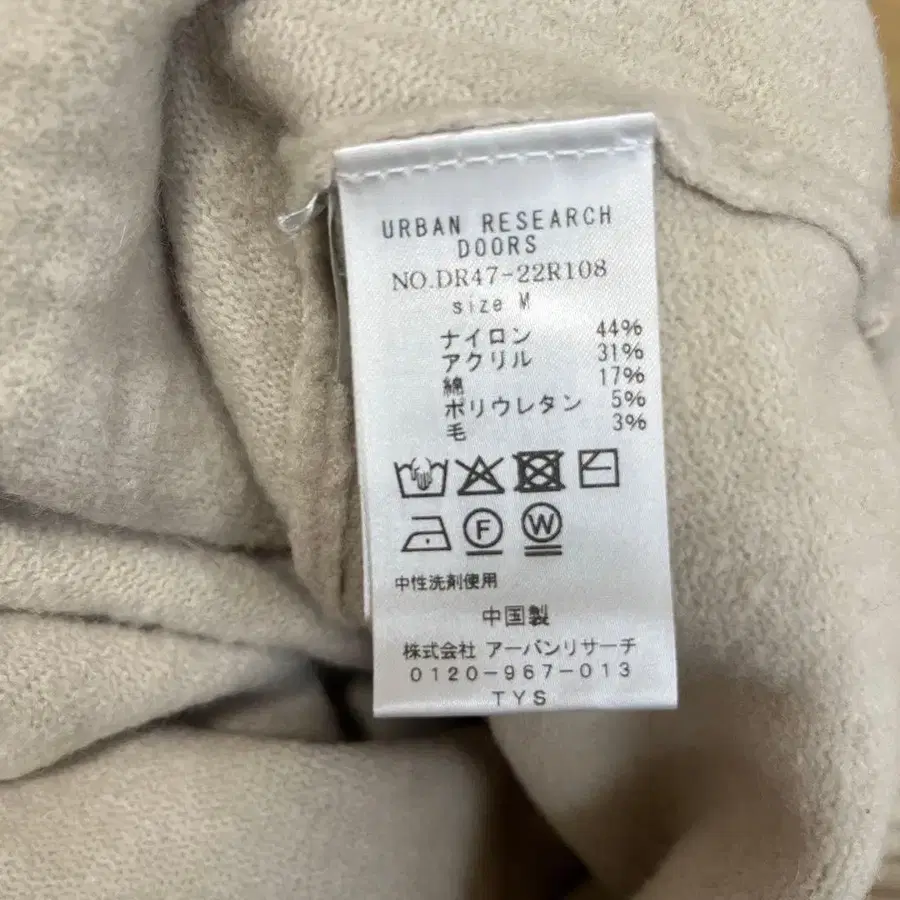 URBAN RESEARCH
DOORS
NO.DR47-22R108
size M
ナイロン 44%
アクリル 31%
綿 17%
ポリウレタン 5%
毛 3%
F W
中性洗剤使用
中国製
株式会社 アーバンリサーチ
0120-967-013
TYS